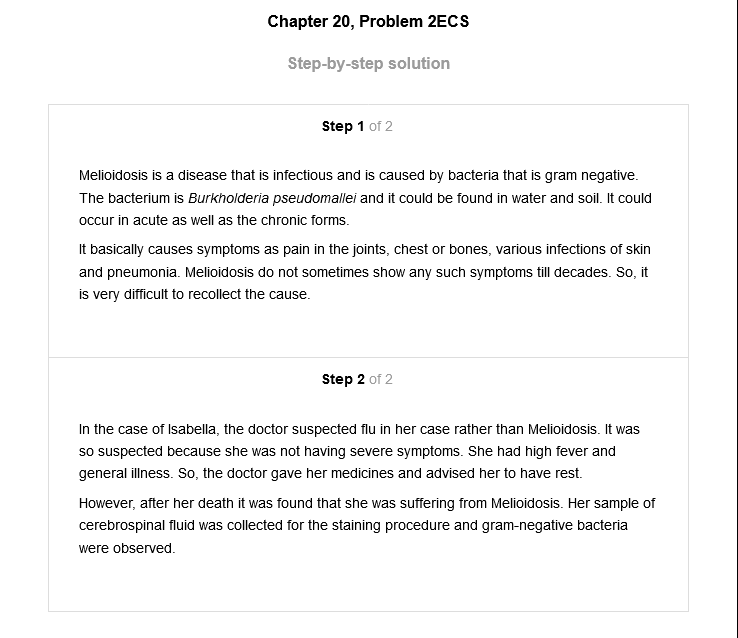 Chapter 20, Problem 2ECS
Step-by-step solution
Step 1 of 2
Melioidosis is a disease that is infectious and is caused by bacteria that is gram negative.
The bacterium is Burkholderia pseudomallei and it could be found in water and soil. It could
occur in acute as well as the chronic forms.
It basically causes symptoms as pain in the joints, chest or bones, various infections of skin
and pneumonia. Melioidosis do not sometimes show any such symptoms till decades. So, it
is very difficult to recollect the cause.
Step 2 of 2
In the case of Isabella, the doctor suspected flu in her case rather than Melioidosis. It was
so suspected because she was not having severe symptoms. She had high fever and
general illness. So, the doctor gave her medicines and advised her to have rest.
However, after her death it was found that she was suffering from Melioidosis. Her sample of
cerebrospinal fluid was collected for the staining procedure and gram-negative bacteria
were observed.